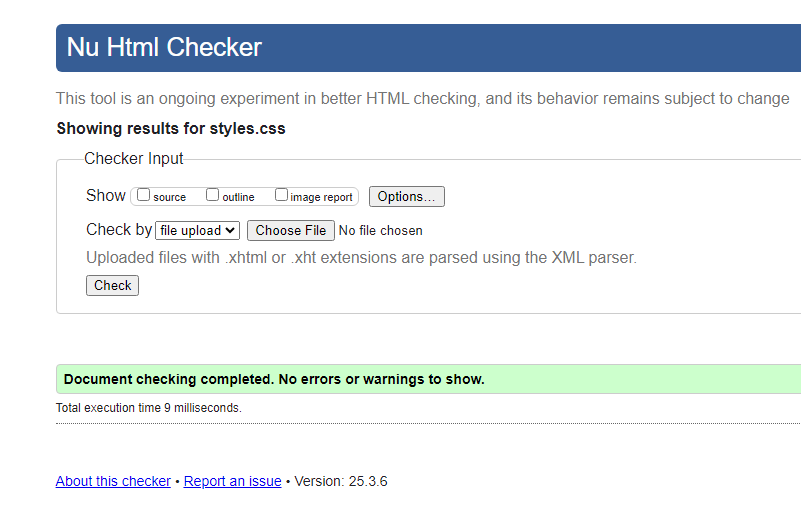 Nu Html Checker
This tool is an ongoing experiment in better HTML checking, and its behavior remains subject to change
Showing results for styles.css
Checker Input
Show source outline image report Options...
Check by file upload Choose File No file chosen
Uploaded files with .xhtml or .xht extensions are parsed using the XML parser.
Check
Document checking completed. No errors or warnings to show.
Total execution time 9 milliseconds.
About this checker • Report an issue • Version: 25.3.6